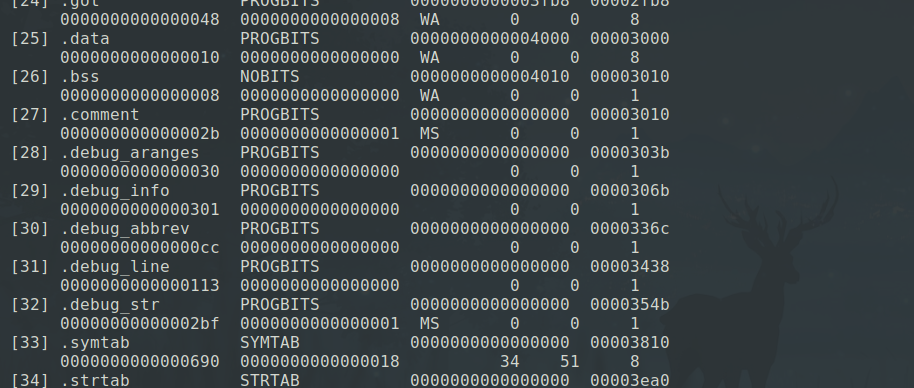 [24] .got PROGBITS 0000000000003fb8 00002fb8
0000000000000048 0000000000000008 WA 0 0 8
[25] .data PROGBITS 0000000000004000 00003000
0000000000000010 0000000000000000 WA 0 0 8
[26] .bss NOBITS 0000000000004010 00003010
0000000000000008 0000000000000000 WA 0 0 1
[27] .comment PROGBITS 0000000000000000 00003010
000000000000002b 0000000000000001 MS 0 0 1
[28] .debug_aranges PROGBITS 0000000000000000 0000303b
0000000000000030 0000000000000000 0 0 1
[29] .debug_info PROGBITS 0000000000000000 0000306b
0000000000000301 0000000000000000 0 0 1
[30] .debug_abbrev PROGBITS 0000000000000000 0000336c
00000000000000cc 0000000000000000 0 0 1
[31] .debug_line PROGBITS 0000000000000000 00003438
0000000000000113 0000000000000000 0 0 1
[32] .debug_str PROGBITS 0000000000000000 0000354b
00000000000002bf 0000000000000001 MS 0 0 1
[33] .symtab SYMTAB 0000000000000000 00003810
0000000000000690 0000000000000018 34 51 8
[34] .strtab STRTAB 0000000000000000 00003ea0